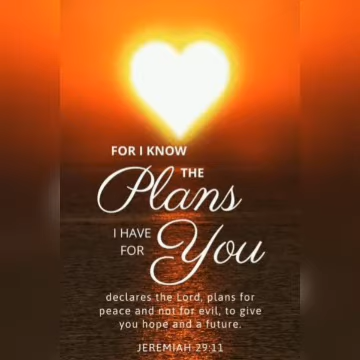 FOR I KNOW
THE
Plans
I HAVE
FOR
You
declares the Lord, plans for
peace and not for evil, to give
you hope and a future.
JEREMIAH 29:11